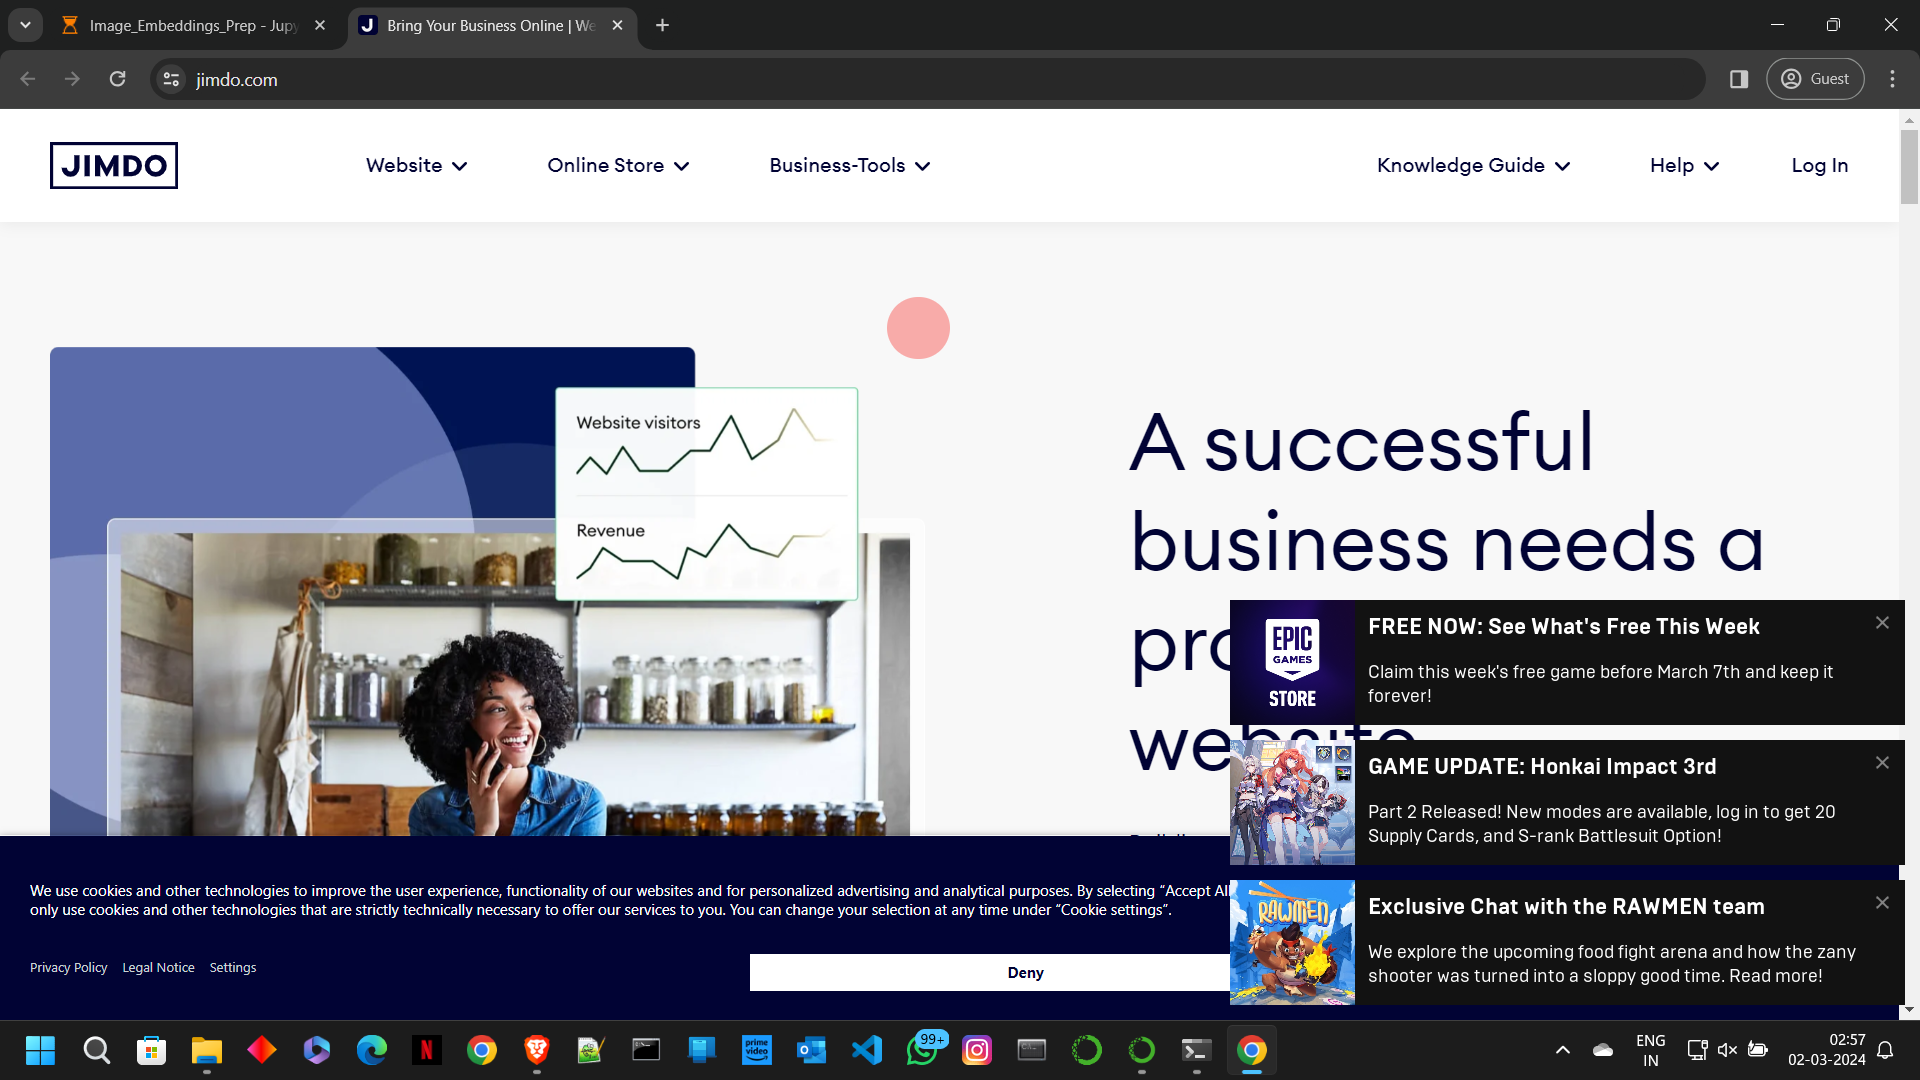 Image_Embeddings_Prep - Jupy
Bring Your Business Online | We
jimdo.com
Guest
JIMDO
Website
Online Store
Business-Tools
Knowledge Guide
Help
Log In
Website visitors
Revenue
A successful
business needs a
website
EPIC
GAMES
STORE
FREE NOW: See What's Free This Week
Claim this week's free game before March 7th and keep it
forever!
GAME UPDATE: Honkai Impact 3rd
Part 2 Released! New modes are available, log in to get 20
Supply Cards, and S-rank Battlesuit Option!
RAWMEN
Exclusive Chat with the RAWMEN team
We explore the upcoming food fight arena and how the zany
shooter was turned into a sloppy good time. Read more!
We use cookies and other technologies to improve the user experience, functionality of our websites and for personalized advertising and analytical purposes. By selecting “Accept All
only use cookies and other technologies that are strictly technically necessary to offer our services to you. You can change your selection at any time under “Cookie settings”.
Privacy Policy
Legal Notice
Settings
Deny
prime
video
99+
ENG
IN
02:57
02-03-2024